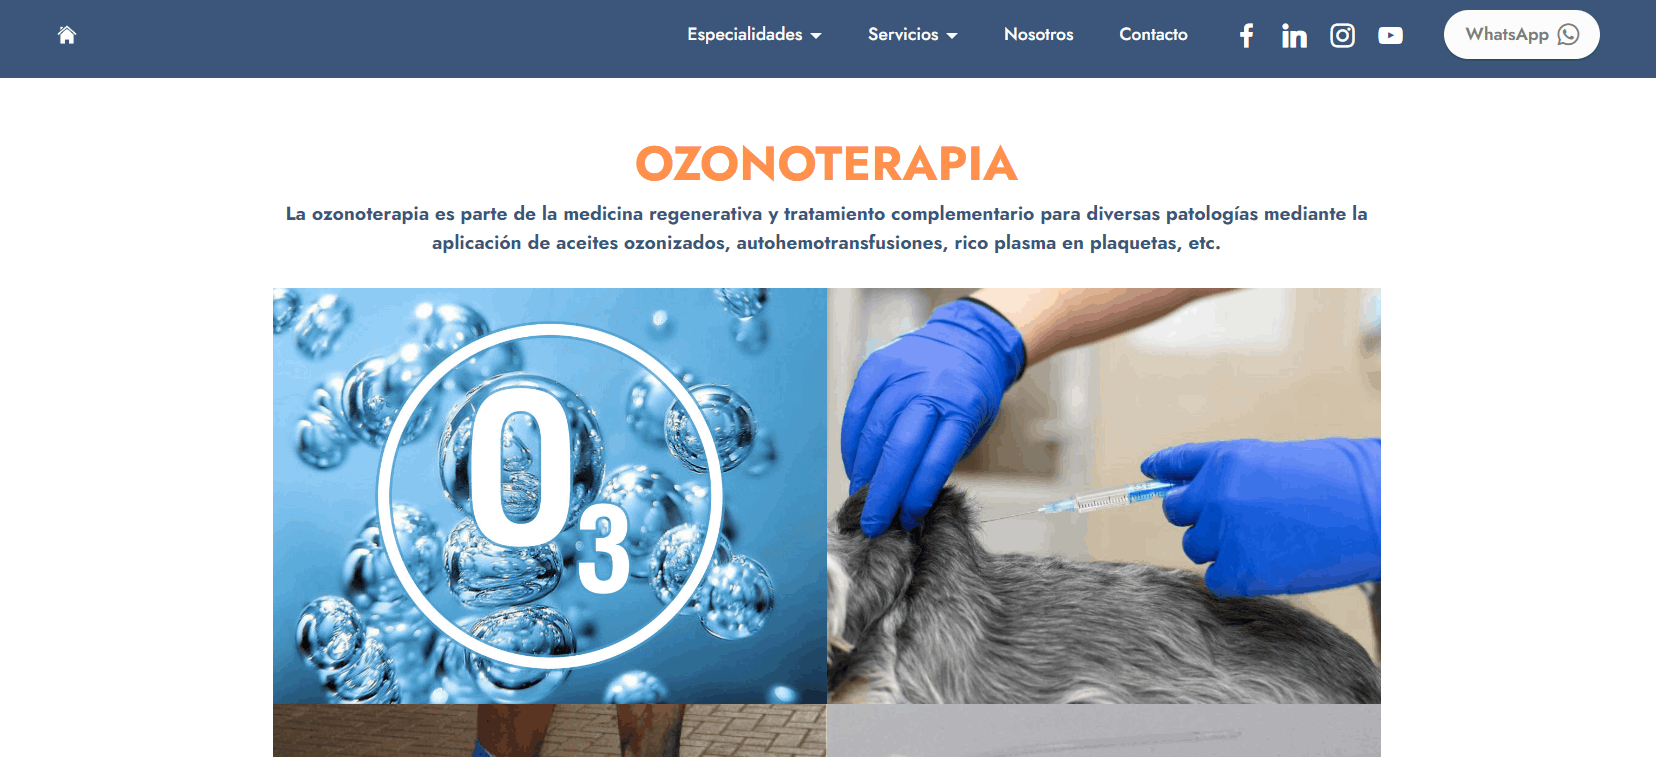 Especialidades
Servicios
Nosotros
Contacto
WhatsApp
OZONOTERAPIA
La ozonoterapia es parte de la medicina regenerativa y tratamiento complementario para diversas patologías mediante la
aplicación de aceites ozonizados, autohemotransfusiones, rico plasma en plaquetas, etc.
O3